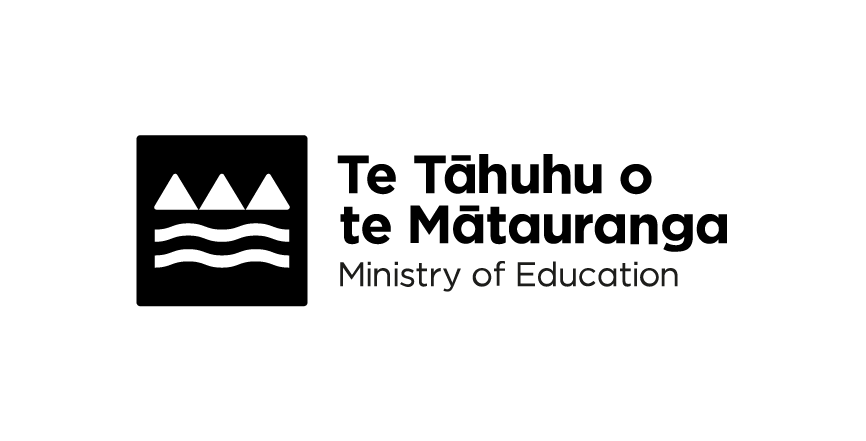 Te Tāhuhu o
te Mātauranga
Ministry of Education